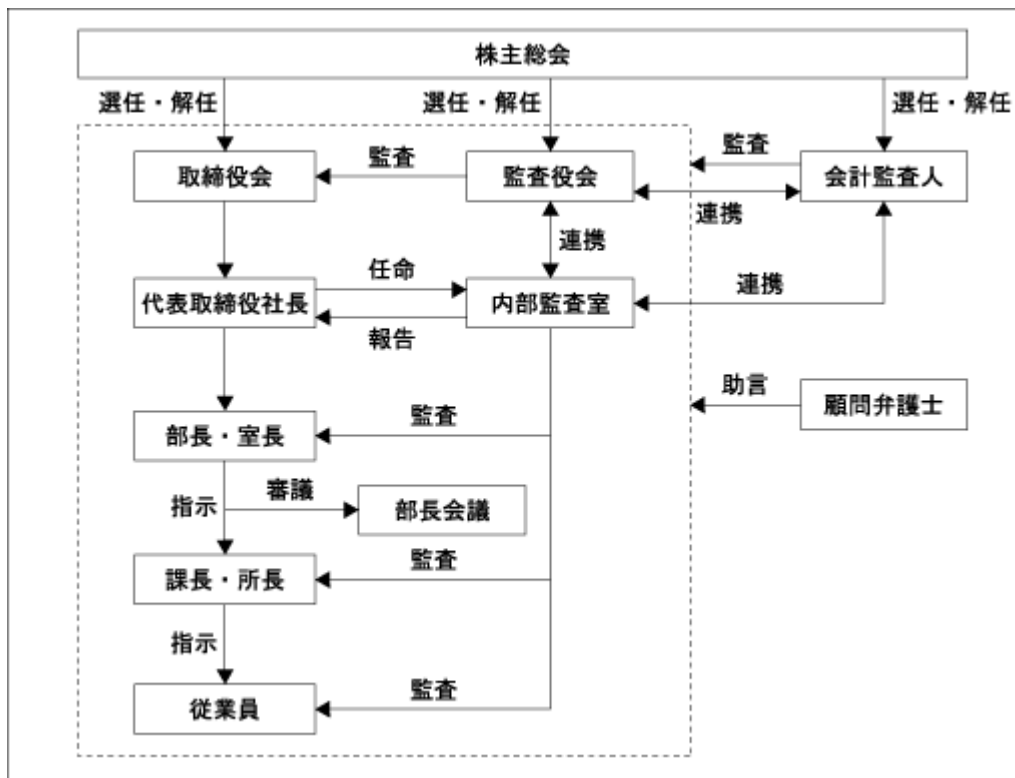 株主総会
選任・解任
選任・解任
選任・解任
取締役会
監査
監査役会
監査
会計監査人
連携
連携
任命
代表取締役社長
内部監査室
連携
報告
助言
顧問弁護士
部長・室長
監査
審議
指示
部長会議
課長・所長
監査
指示
従業員
監査